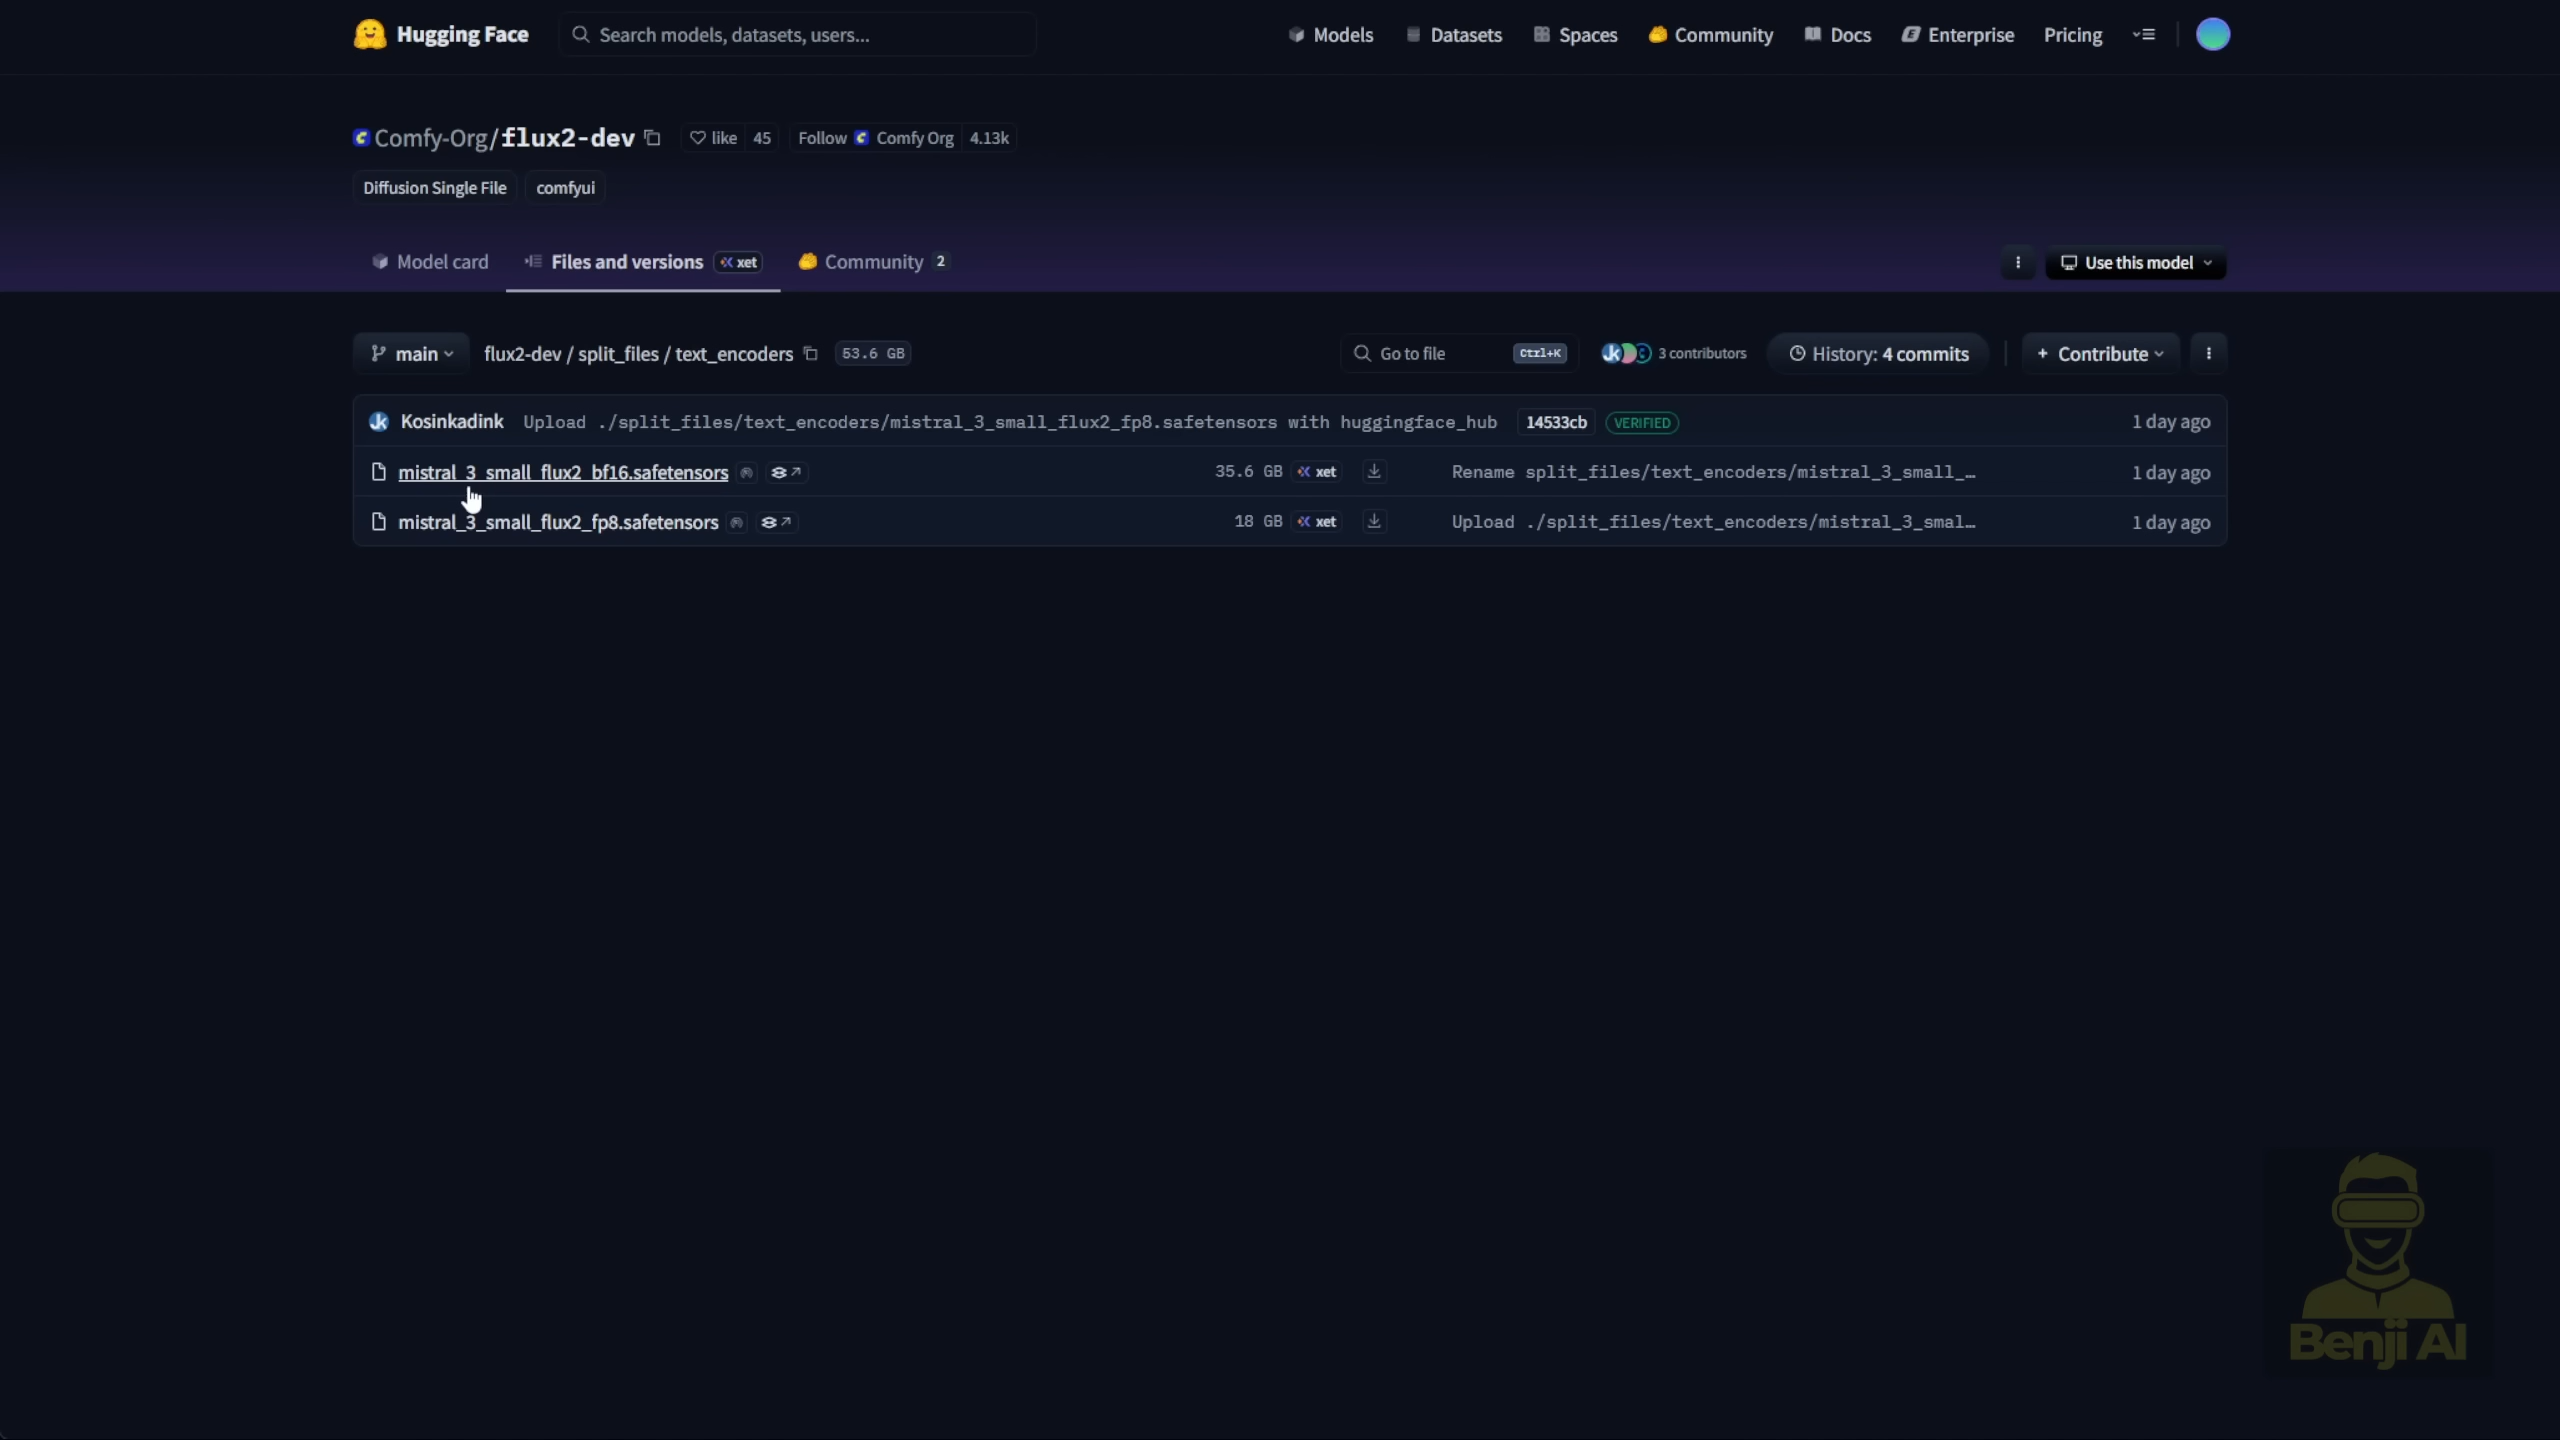 Hugging Face
Search models, datasets, users...
Models
Datasets
Spaces
Community
Docs
Enterprise
Pricing
Comfy-Org/flux2-dev
like 45
Follow Comfy Org 4.13k
Diffusion Single File
comfyui
Model card
Files and versions xet
Community 2
Use this model
main
flux2-dev / split_files / text_encoders
53.6 GB
Go to file Ctrl+K
3 contributors
History: 4 commits
+ Contribute
Kosinkadink Upload ./split_files/text_encoders/mistral_3_small_flux2_fp8.safetensors with huggingface_hub 14533cb VERIFIED 1 day ago
mistral_3_small_flux2_bf16.safetensors 35.6 GB xet Rename split_files/text_encoders/mistral_3_small_… 1 day ago
mistral_3_small_flux2_fp8.safetensors 18 GB xet Upload ./split_files/text_encoders/mistral_3_smal… 1 day ago
Benji AI